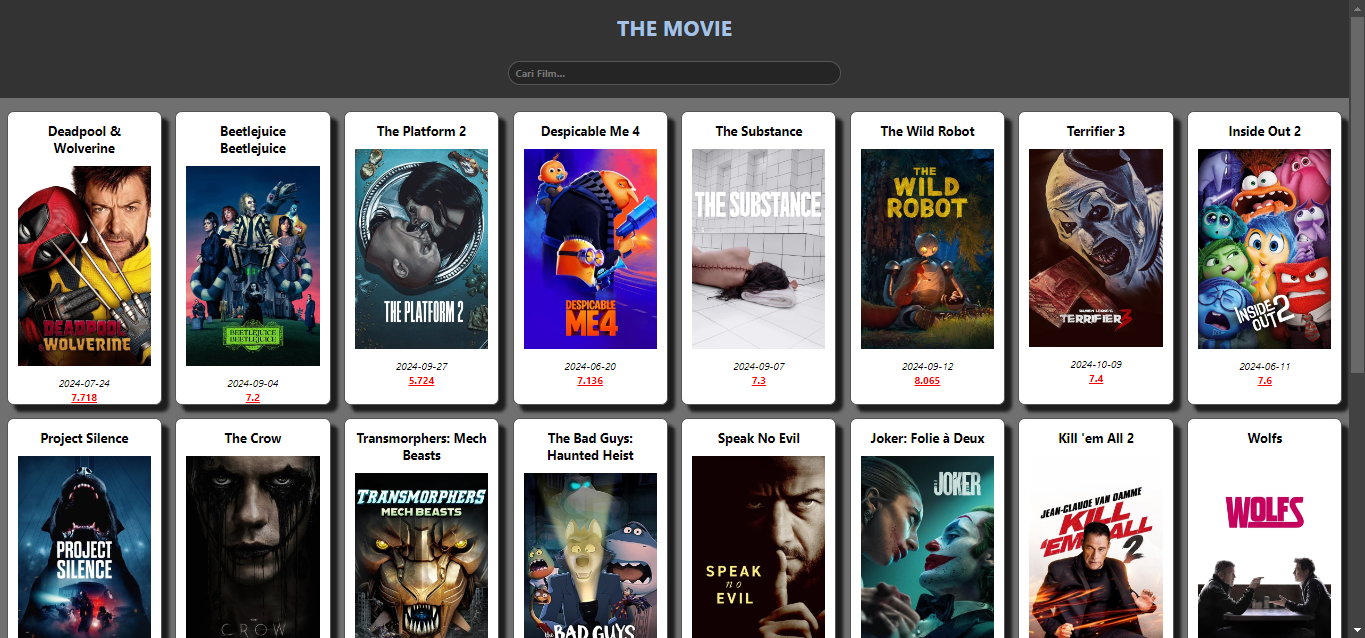 THE MOVIE
Cari Film...
Deadpool &
Wolverine
DEADPOOL
WOLVERINE
2024-07-24
7.718
Beetlejuice
Beetlejuice
BEETLEJUICE
BEETLEJUICE
2024-09-04
7.2
The Platform 2
THE PLATFORM 2
2024-09-27
5.724
Despicable Me 4
DESPICABLE
ME4
2024-06-20
7.136
The Substance
THE SUBSTANCE
2024-09-07
7.3
The Wild Robot
THE
WILD
ROBOT
2024-09-12
8.065
Terrifier 3
DAMIEN LEONE'S
TERRIFIER 3
2024-10-09
7.4
Inside Out 2
INSIDE
OUT 2
2024-06-11
7.6
Project Silence
PROJECT
SILENCE
The Crow
THE
CROW
Transmorphers: Mech
Beasts
TRANSMORPHERS
MECH BEASTS
The Bad Guys:
Haunted Heist
the BAD GUYS
Speak No Evil
SPEAK
no
EVIL
Joker: Folie à Deux
JOKER
Kill 'em All 2
JEAN-CLAUDE VAN DAMME
KILL
'EM ALL
2
Wolfs
WOLFS